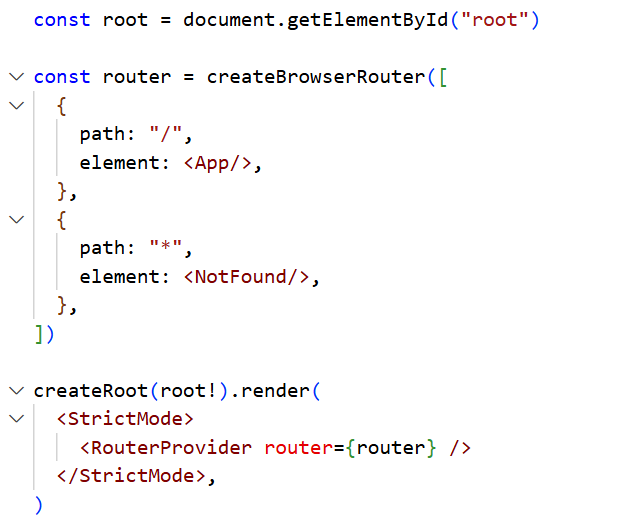 const root = document.getElementById("root")
const router = createBrowserRouter([
{
path: "/",
element: <App/>,
},
{
path: "*",
element: <NotFound/>,
},
])
createRoot(root!).render(
<StrictMode>
<RouterProvider router={router} />
</StrictMode>,
)